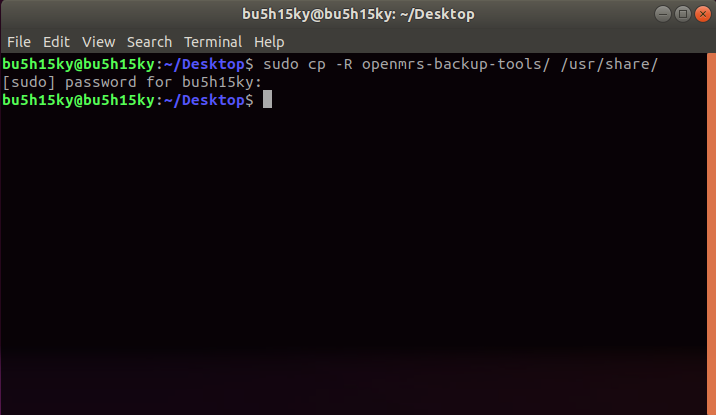 bu5h15ky@bu5h15ky: ~/Desktop
File Edit View Search Terminal Help
bu5h15ky@bu5h15ky:~/Desktop$ sudo cp -R openmrs-backup-tools/ /usr/share/
[sudo] password for bu5h15ky:
bu5h15ky@bu5h15ky:~/Desktop$